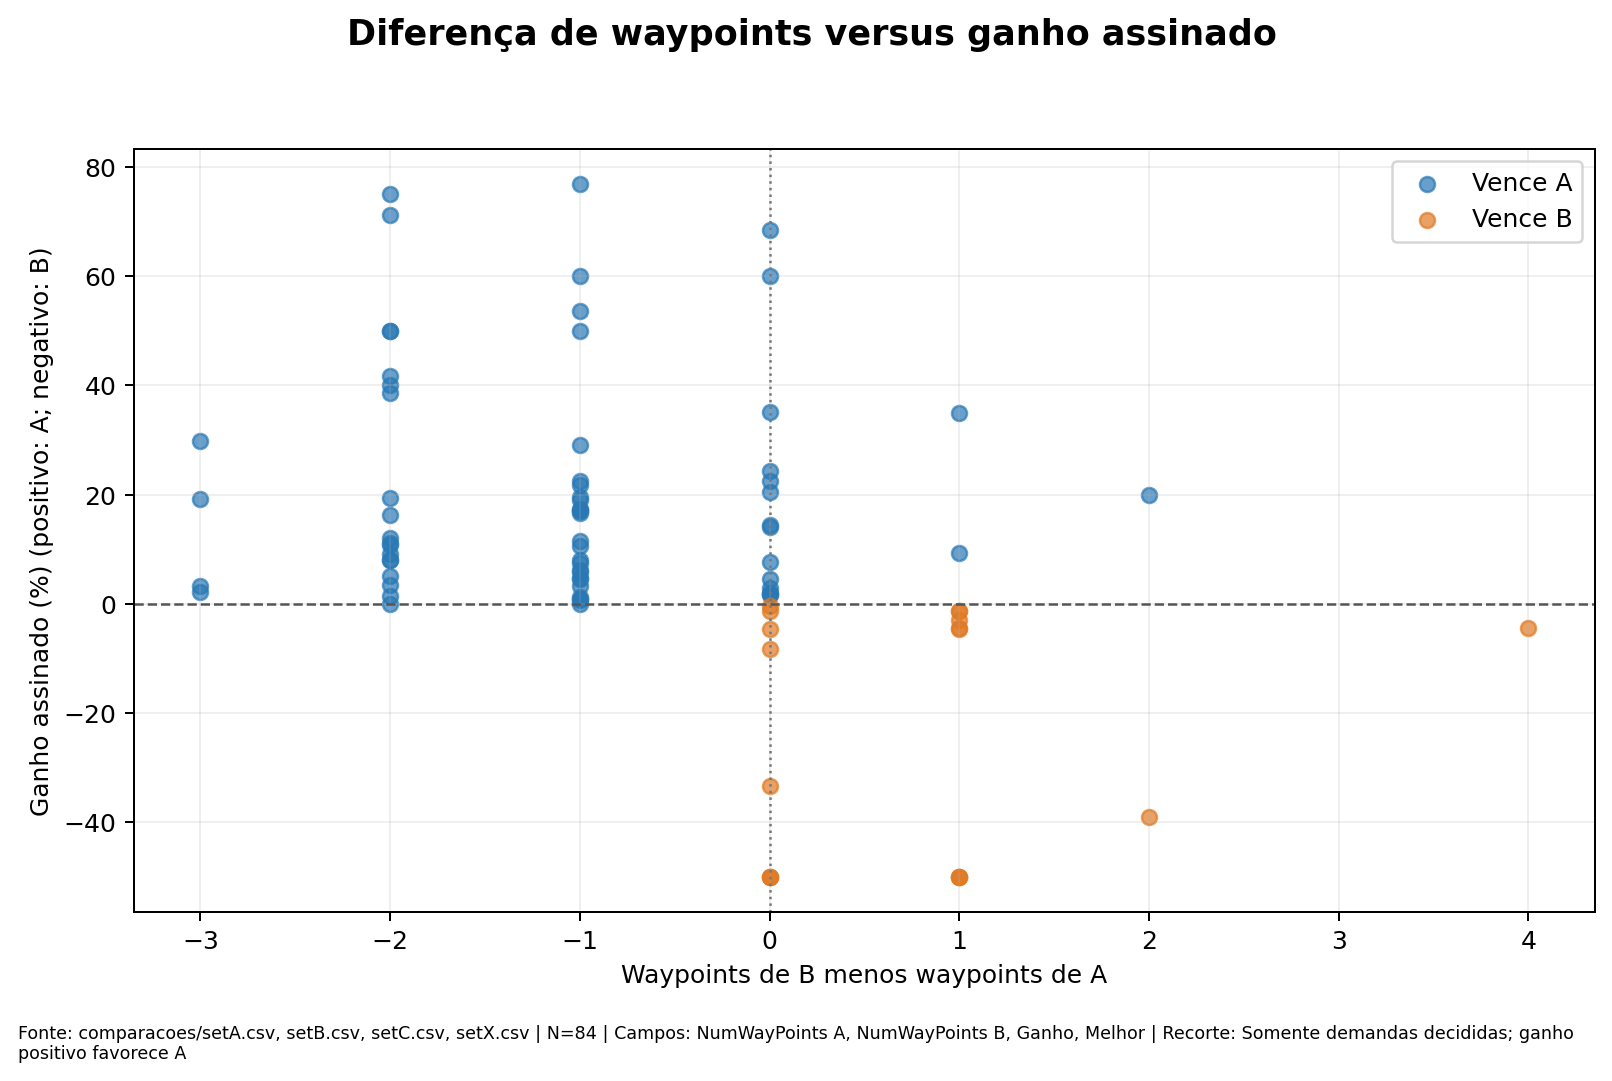 Diferença de waypoints versus ganho assinado
Ganho assinado (%) (positivo: A; negativo: B)
80
60
40
20
0
−20
−40
Vence A
Vence B
−3
−2
−1
0
1
2
3
4
Waypoints de B menos waypoints de A
Fonte: comparacoes/setA.csv, setB.csv, setC.csv, setX.csv | N=84 | Campos: NumWayPoints A, NumWayPoints B, Ganho, Melhor | Recorte: Somente demandas decididas; ganho
positivo favorece A